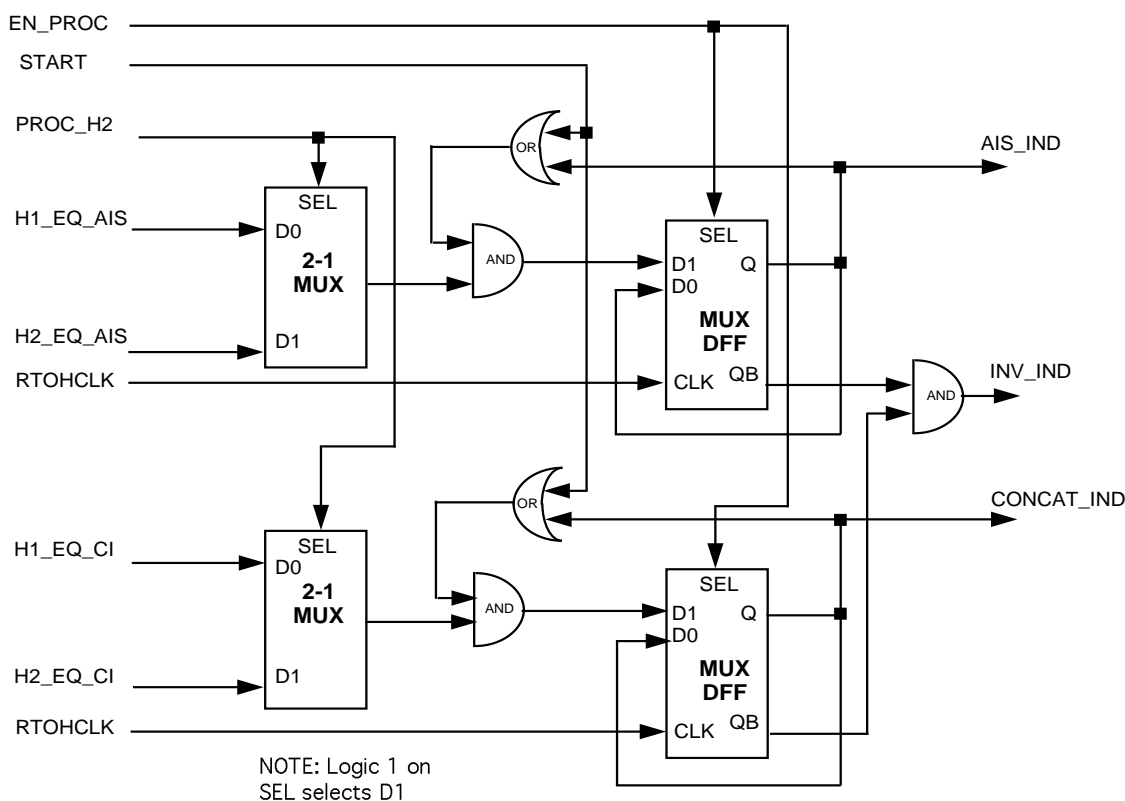 EN_PROC
START
PROC_H2
OR
AIS_IND
SEL
H1_EQ_AIS
D0
2-1
MUX
AND
SEL
D1
Q
D0
MUX
DFF
H2_EQ_AIS
D1
RTOHCLK
CLK
QB
AND
INV_IND
OR
CONCAT_IND
SEL
H1_EQ_CI
D0
2-1
MUX
AND
SEL
D1
Q
D0
MUX
DFF
H2_EQ_CI
D1
RTOHCLK
CLK
QB
NOTE: Logic 1 on
SEL selects D1